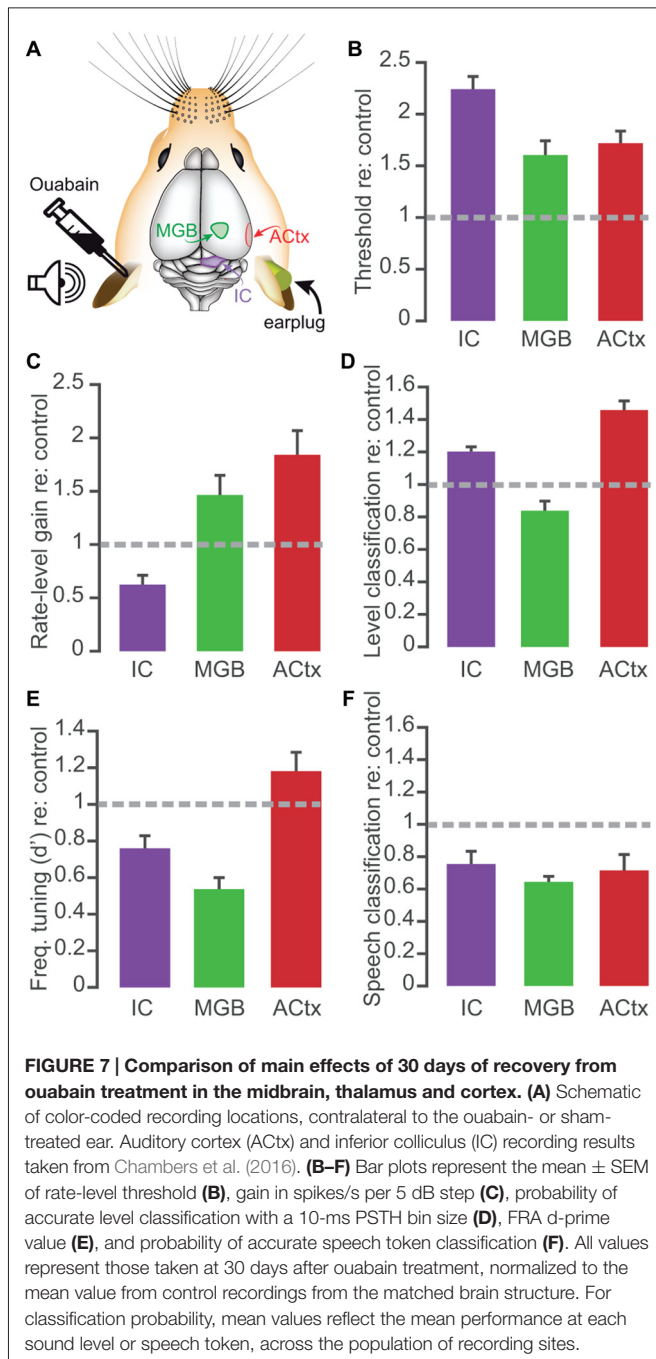 A
Ouabain
MGB
ACtx
IC
earplug
B
Threshold re: control
2.5
2
1.5
1
0.5
0
IC MGB ACtx
C
Rate-level gain re: control
2.5
2
1.5
1
0.5
0
IC MGB ACtx
D
Level classification re: control
1.6
1.4
1.2
1
0.8
0.6
0.4
0.2
0
IC MGB ACtx
E
Freq. tuning (d') re: control
1.4
1.2
1
0.8
0.6
0.4
0.2
0
IC MGB ACtx
F
Speech classification re: control
1.6
1.4
1.2
1
0.8
0.6
0.4
0.2
0
IC MGB ACtx
FIGURE 7 | Comparison of main effects of 30 days of recovery from
ouabain treatment in the midbrain, thalamus and cortex. (A) Schematic
of color-coded recording locations, contralateral to the ouabain- or sham-
treated ear. Auditory cortex (ACtx) and inferior colliculus (IC) recording results
taken from Chambers et al. (2016). (B–F) Bar plots represent the mean ± SEM
of rate-level threshold (B), gain in spikes/s per 5 dB step (C), probability of
accurate level classification with a 10-ms PSTH bin size (D), FRA d-prime
value (E), and probability of accurate speech token classification (F). All values
represent those taken at 30 days after ouabain treatment, normalized to the
mean value from control recordings from the matched brain structure. For
classification probability, mean values reflect the mean performance at each
sound level or speech token, across the population of recording sites.